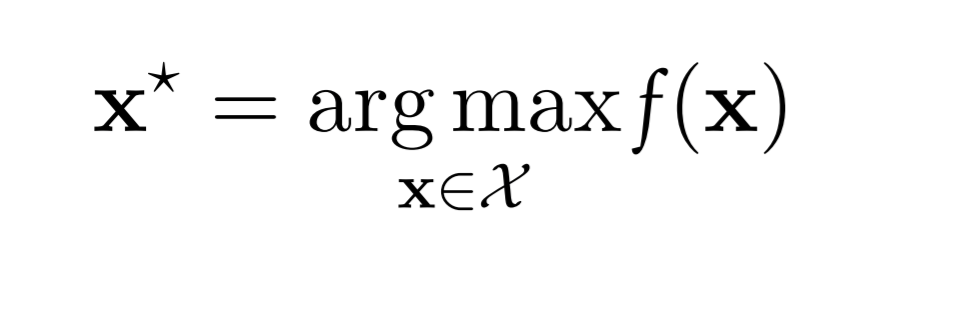 𝐱⋆ = arg max f(𝐱)
𝐱∈𝒳